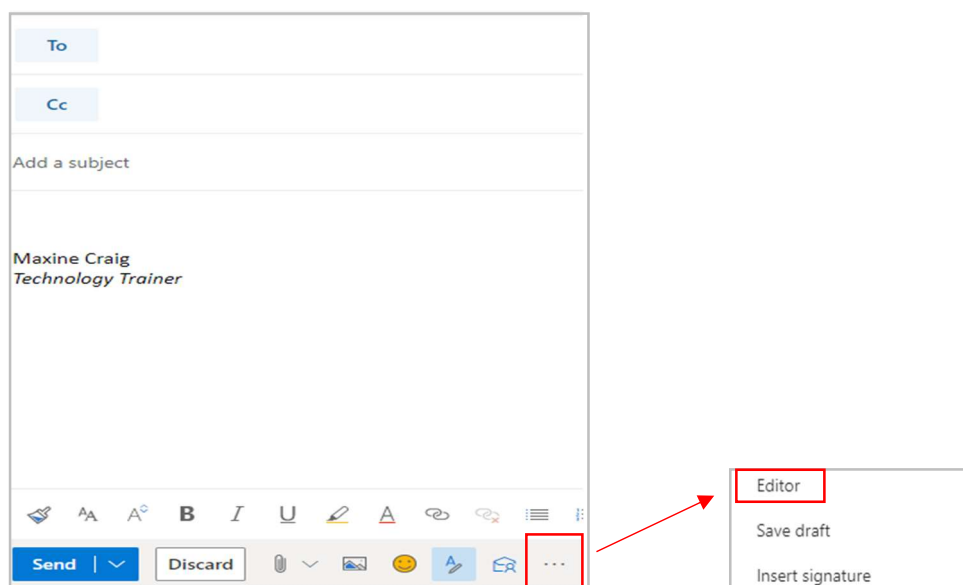 To
Cc
Add a subject
Maxine Craig
Technology Trainer
B I U A
Send Discard
Editor
Save draft
Insert signature